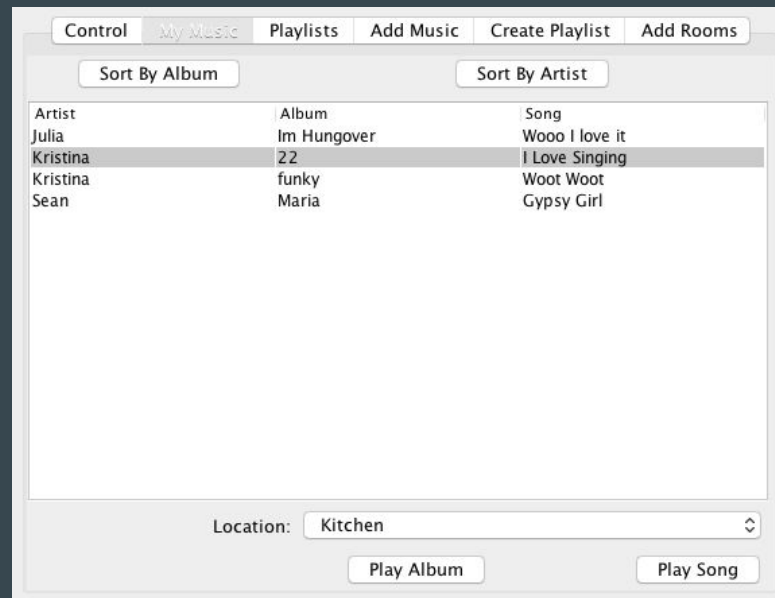 Control My Music Playlists Add Music Create Playlist Add Rooms
Sort By Album Sort By Artist
Artist Album Song
Julia Im Hungover Wooo I love it
Kristina 22 I Love Singing
Kristina funky Woot Woot
Sean Maria Gypsy Girl
Location: Kitchen
Play Album Play Song